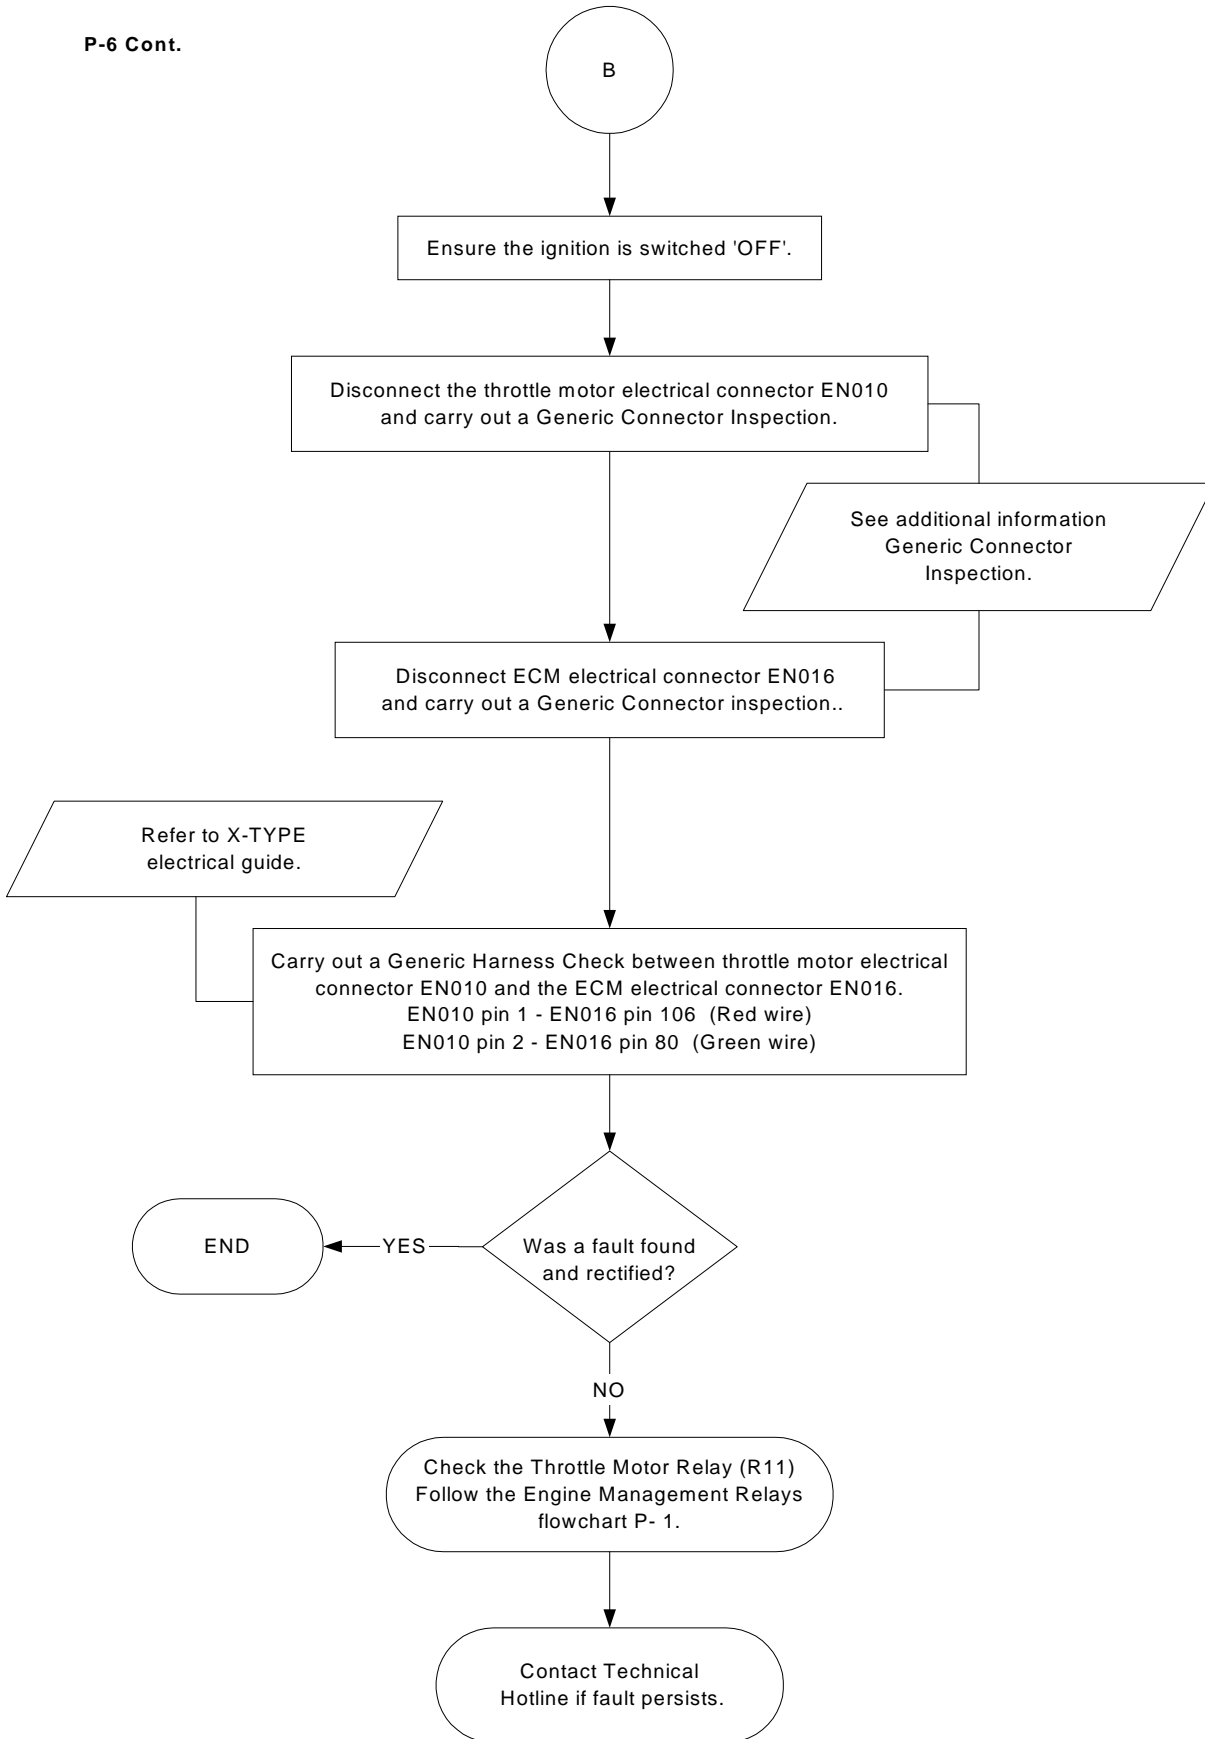 P-6 Cont.
B
Ensure the ignition is switched 'OFF'.
Disconnect the throttle motor electrical connector EN010
and carry out a Generic Connector Inspection.
See additional information
Generic Connector
Inspection.
Disconnect ECM electrical connector EN016
and carry out a Generic Connector inspection..
Refer to X-TYPE
electrical guide.
Carry out a Generic Harness Check between throttle motor electrical
connector EN010 and the ECM electrical connector EN016.
EN010 pin 1 - EN016 pin 106 (Red wire)
EN010 pin 2 - EN016 pin 80 (Green wire)
END
YES
Was a fault found
and rectified?
NO
Check the Throttle Motor Relay (R11)
Follow the Engine Management Relays
flowchart P- 1.
Contact Technical
Hotline if fault persists.